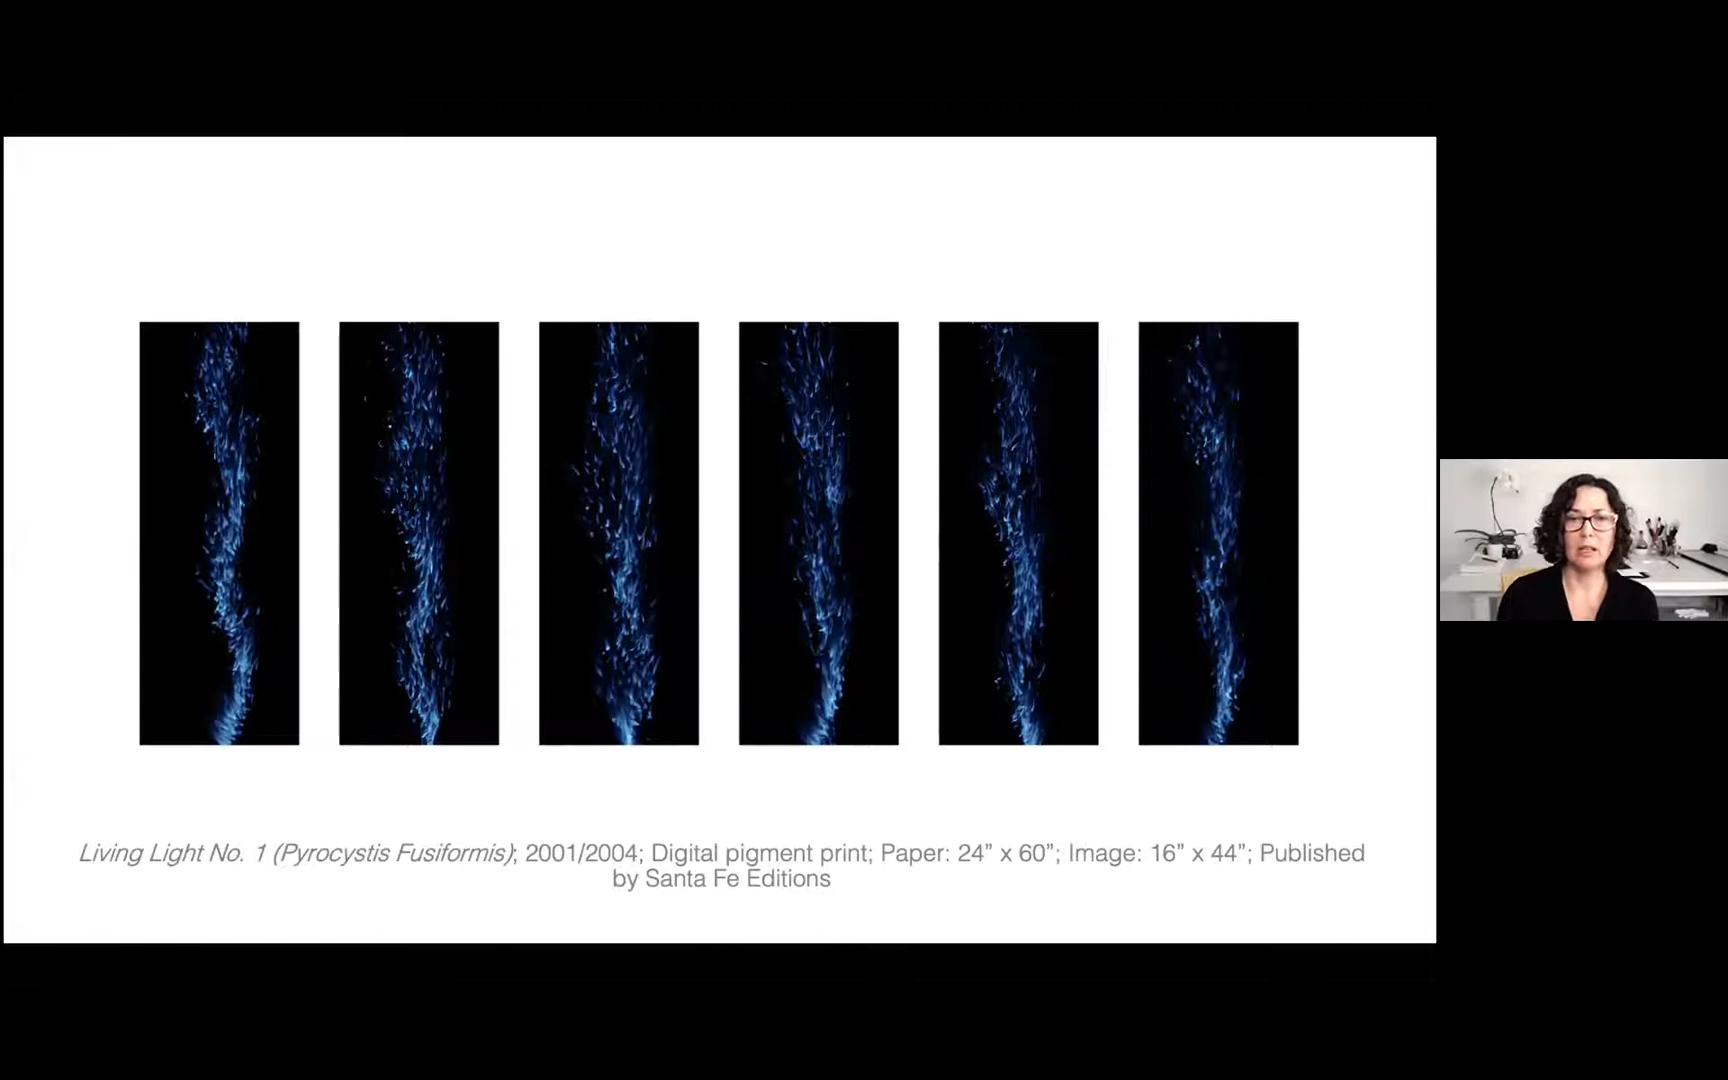 Living Light No. 1 (Pyrocystis Fusiformis); 2001/2004; Digital pigment print; Paper: 24” x 60”; Image: 16” x 44”; Published
by Santa Fe Editions